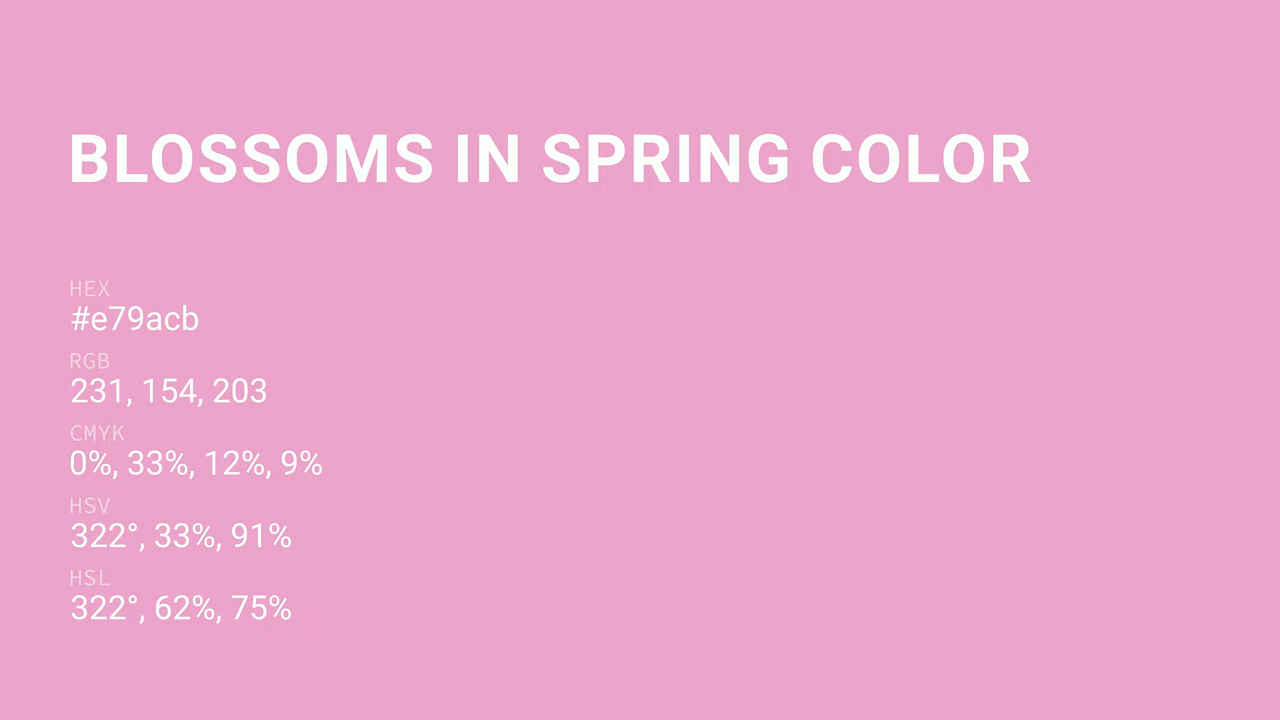 BLOSSOMS IN SPRING COLOR
HEX
#e79acb
RGB
231, 154, 203
CMYK
0%, 33%, 12%, 9%
HSV
322°, 33%, 91%
HSL
322°, 62%, 75%